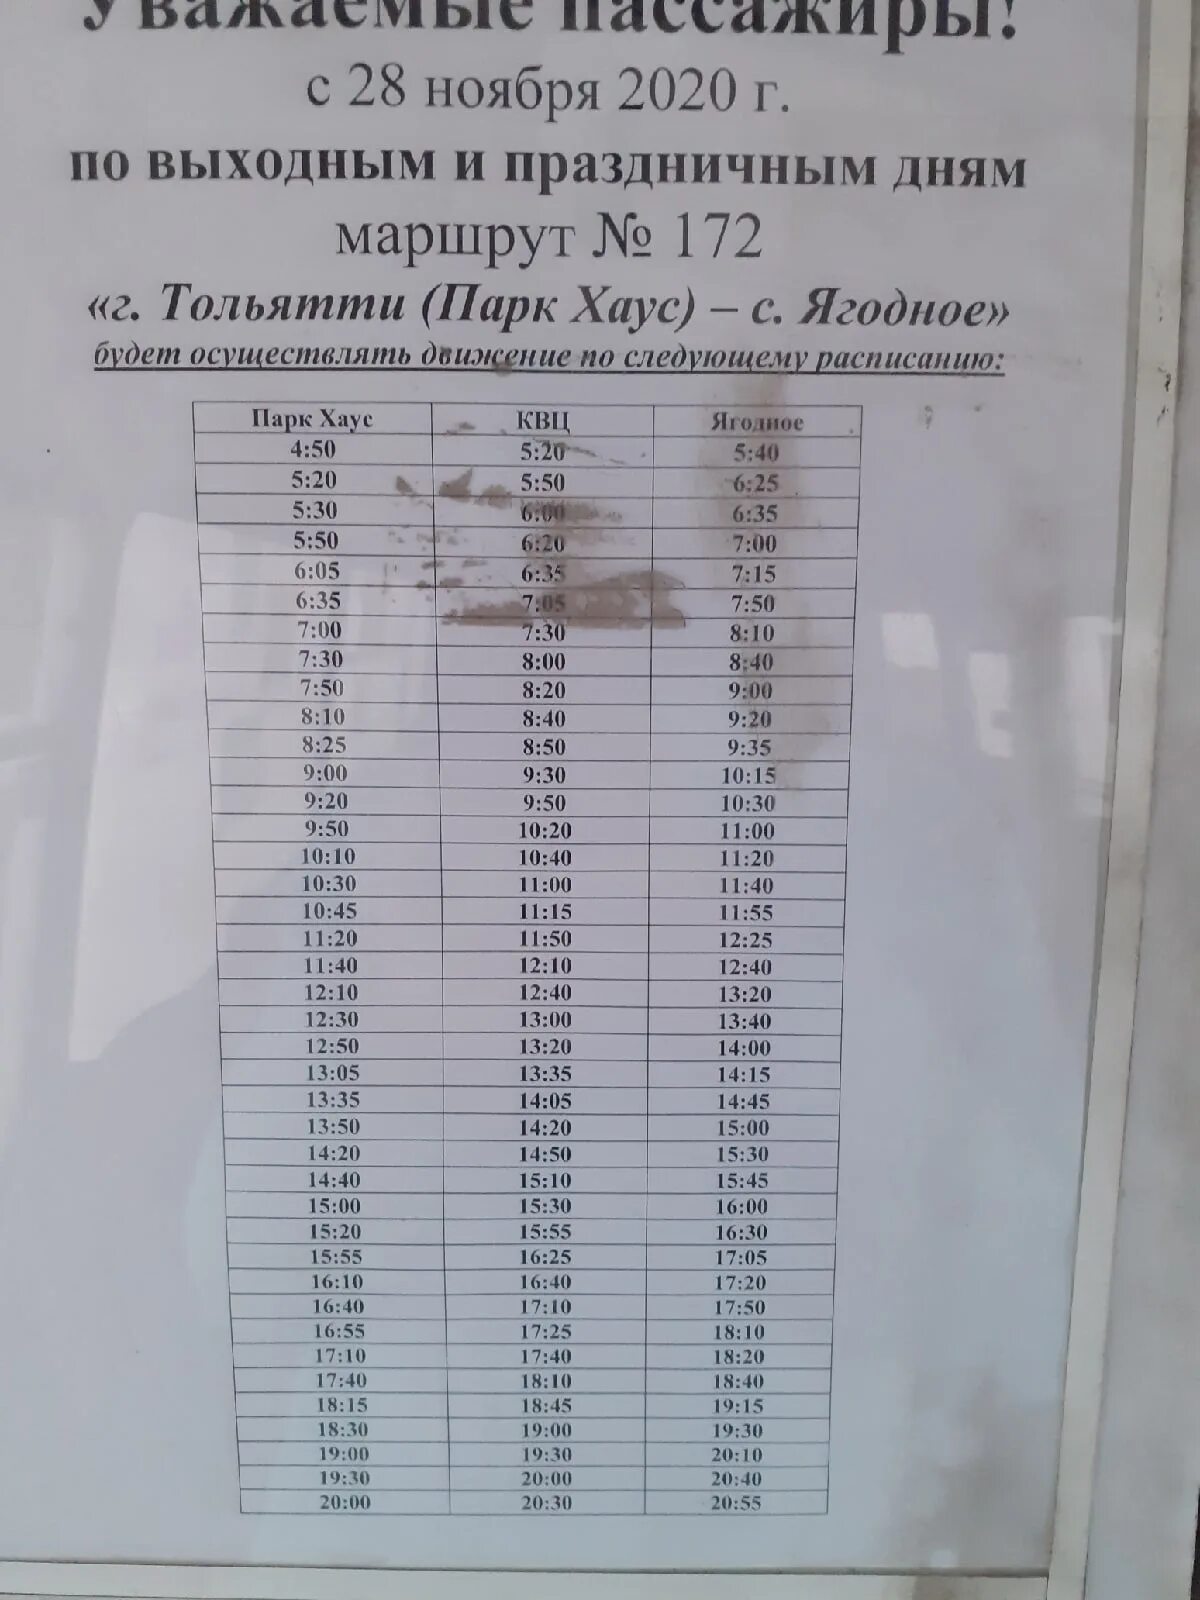 Уважаемые пассажиры!
с 28 ноября 2020 г.
по выходным и праздничным дням
маршрут № 172
«г. Тольятти (Парк Хаус) – с. Ягодное»
будет осуществлять движение по следующему расписанию:
Парк Хаус КВЦ Ягодное
4:50 5:20 5:40
5:20 5:50 6:25
5:30 6:00 6:35
5:50 6:20 7:00
6:05 6:35 7:15
6:35 7:05 7:50
7:00 7:30 8:10
7:30 8:00 8:40
7:50 8:20 9:00
8:10 8:40 9:20
8:25 8:50 9:35
9:00 9:30 10:15
9:20 9:50 10:30
9:50 10:20 11:00
10:10 10:40 11:20
10:30 11:00 11:40
10:45 11:15 11:55
11:20 11:50 12:25
11:40 12:10 12:40
12:10 12:40 13:20
12:30 13:00 13:40
12:50 13:20 14:00
13:05 13:35 14:15
13:35 14:05 14:45
13:50 14:20 15:00
14:20 14:50 15:30
14:40 15:10 15:45
15:00 15:30 16:00
15:20 15:55 16:30
15:55 16:25 17:05
16:10 16:40 17:20
16:40 17:10 17:50
16:55 17:25 18:10
17:10 17:40 18:20
17:40 18:10 18:40
18:15 18:45 19:15
18:30 19:00 19:30
19:00 19:30 20:10
19:30 20:00 20:40
20:00 20:30 20:55